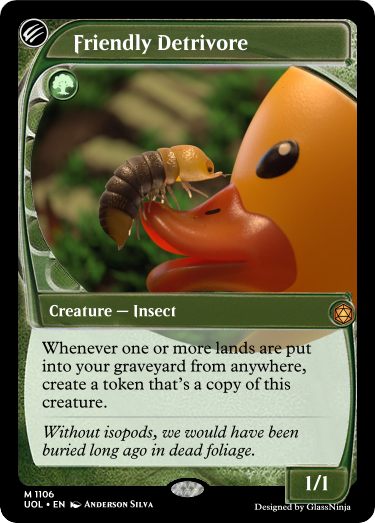 Friendly Detrivore
Creature — Insect
Whenever one or more lands are put
into your graveyard from anywhere,
create a token that's a copy of this
creature.
Without isopods, we would have been
buried long ago in dead foliage.
1/1
M 1106
UOL • EN Anderson Silva
Designed by GlassNinja